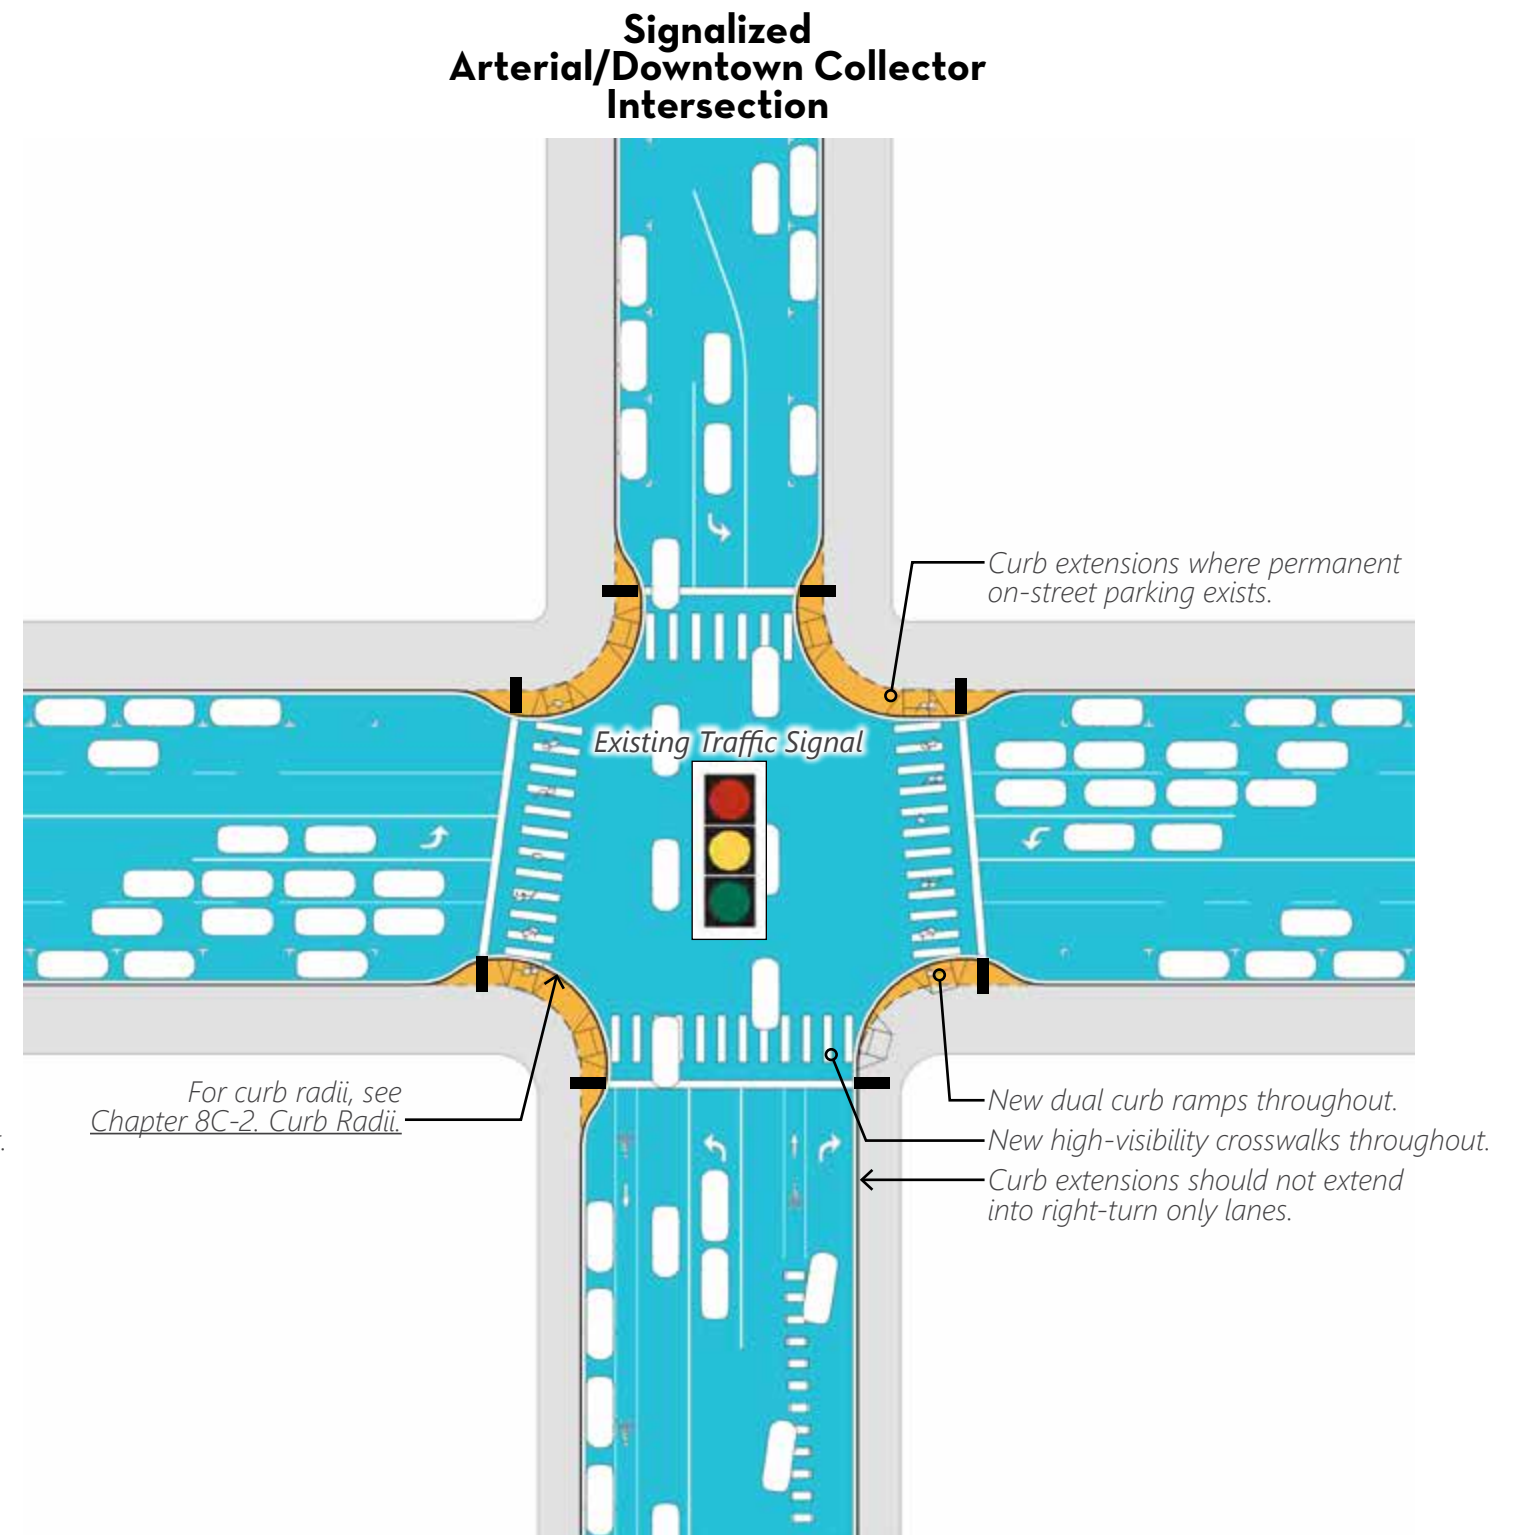 Signalized
Arterial/Downtown Collector
Intersection
Curb extensions where permanent
on-street parking exists.
Existing Traffic Signal
For curb radii, see
Chapter 8C-2. Curb Radii.
New dual curb ramps throughout.
New high-visibility crosswalks throughout.
Curb extensions should not extend
into right-turn only lanes.